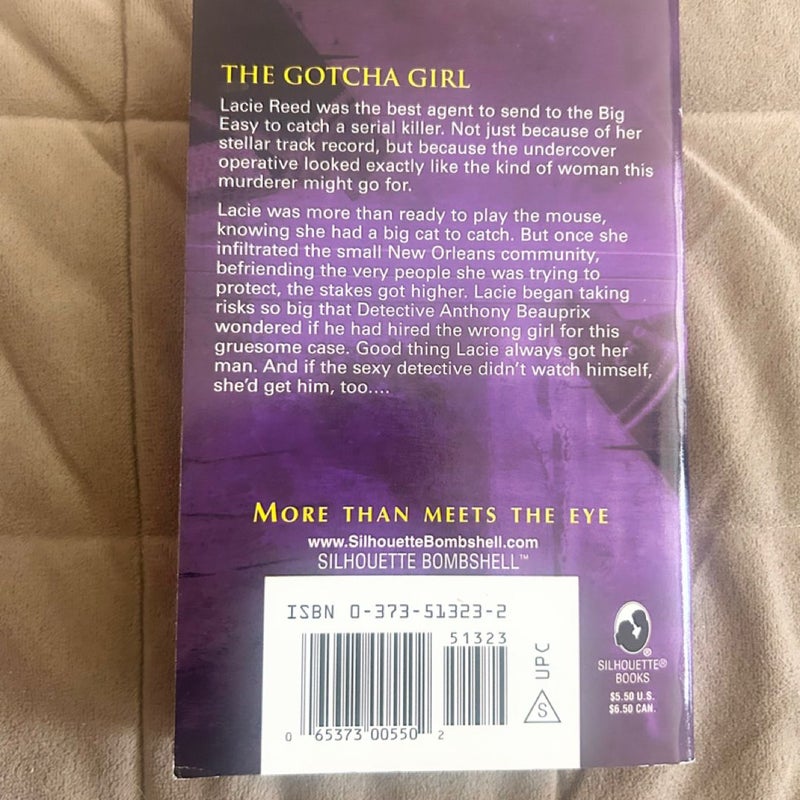 THE GOTCHA GIRL
Lacie Reed was the best agent to send to the Big
Easy to catch a serial killer. Not just because of her
stellar track record, but because the undercover
operative looked exactly like the kind of woman this
murderer might go for.
Lacie was more than ready to play the mouse,
knowing she had a big cat to catch. But once she
infiltrated the small New Orleans community,
befriending the very people she was trying to
protect, the stakes got higher. Lacie began taking
risks so big that Detective Anthony Beauprix
wondered if he had hired the wrong girl for this
gruesome case. Good thing Lacie always got her
man. And if the sexy detective didn't watch himself,
she'd get him, too....
MORE THAN MEETS THE EYE
www.SilhouetteBombshell.com
SILHOUETTE BOMBSHELL™
ISBN 0-373-51323-2
51323
UPC
S
0 65373 00550 2
®
SILHOUETTE®
BOOKS
$5.50 U.S.
$6.50 CAN.